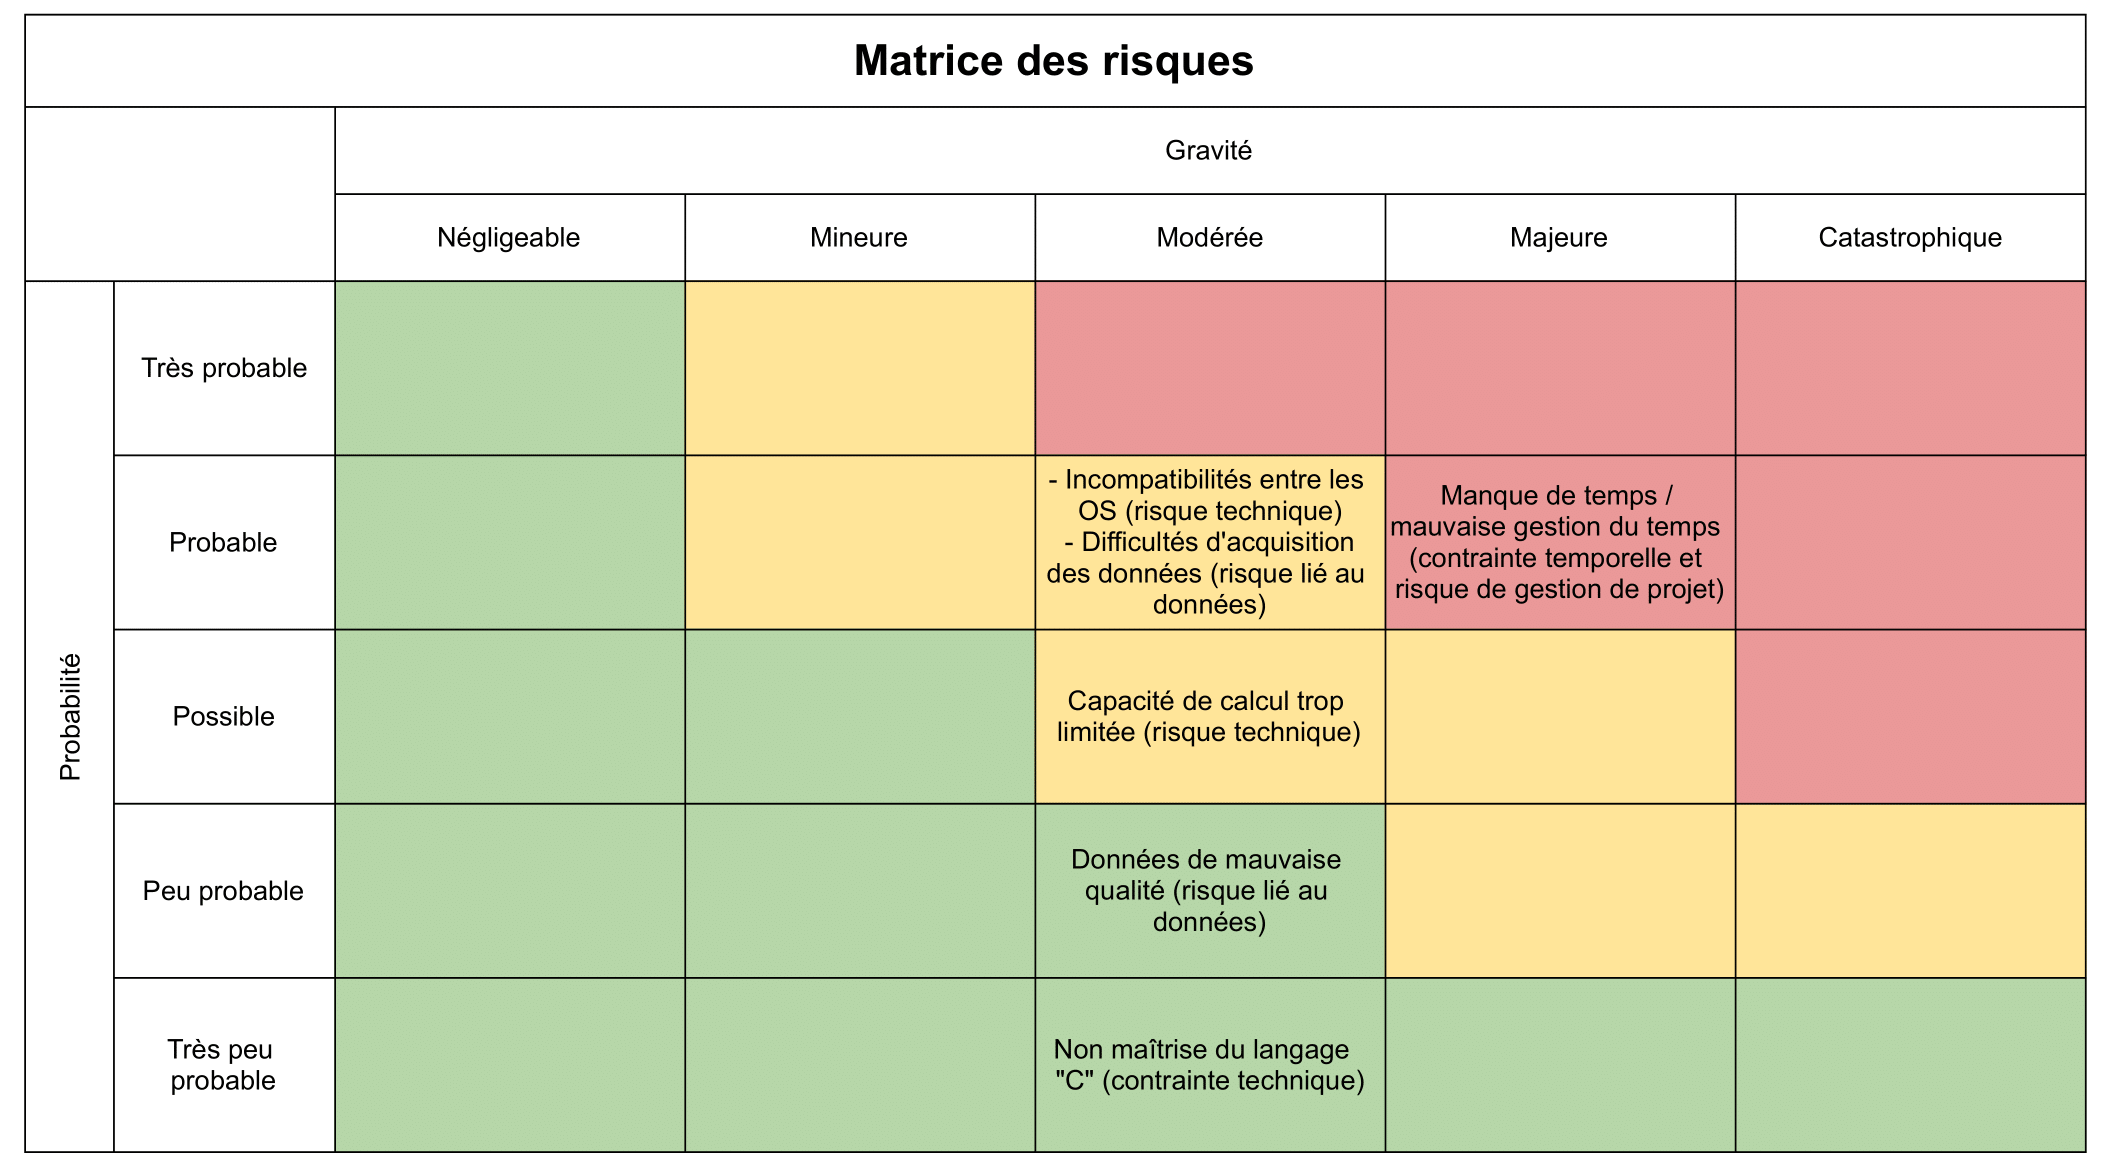 Matrice des risques
Gravité
Négligeable
Mineure
Modérée
Majeure
Catastrophique
Probabilité
Très probable
Probable
- Incompatibilités entre les
OS (risque technique)
- Difficultés d'acquisition
des données (risque lié au
données)
Manque de temps /
mauvaise gestion du temps
(contrainte temporelle et
risque de gestion de projet)
Possible
Capacité de calcul trop
limitée (risque technique)
Peu probable
Données de mauvaise
qualité (risque lié au
données)
Très peu
probable
Non maîtrise du langage
"C" (contrainte technique)